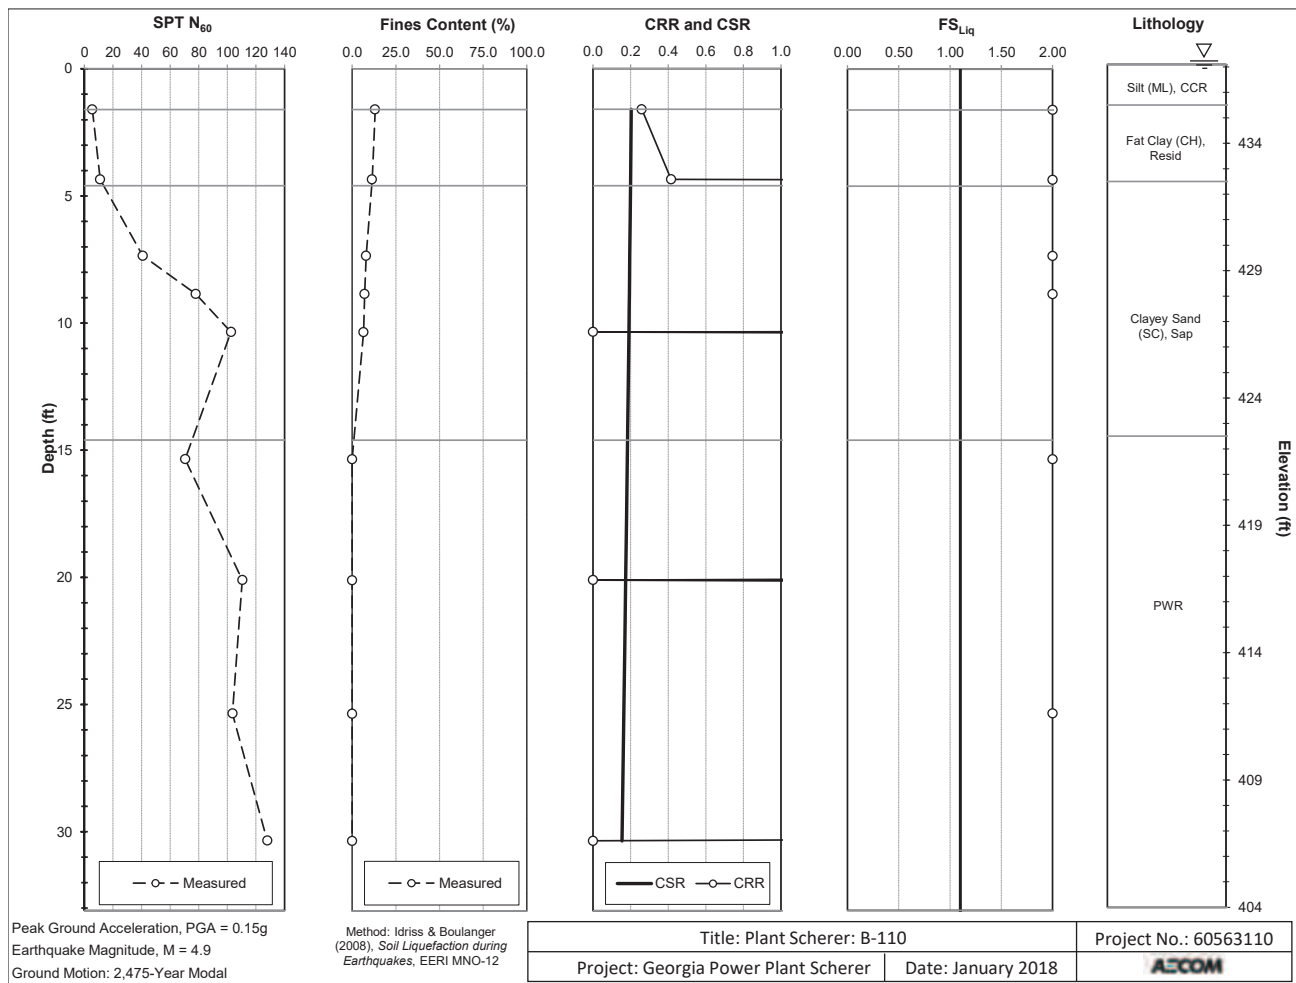 SPT N60
Fines Content (%)
CRR and CSR
FSLiq
Lithology
0 20 40 60 80 100 120 140
0.0 25.0 50.0 75.0 100.0
0.0 0.2 0.4 0.6 0.8 1.0
0.00 0.50 1.00 1.50 2.00
0
5
10
15
20
25
30
Depth (ft)
Measured
Measured
CSR
CRR
Silt (ML), CCR
Fat Clay (CH),
Resid
Clayey Sand
(SC), Sap
PWR
434
429
424
419
414
409
404
Elevation (ft)
Peak Ground Acceleration, PGA = 0.15g
Earthquake Magnitude, M = 4.9
Ground Motion: 2,475-Year Modal
Method: Idriss & Boulanger
(2008), Soil Liquefaction during
Earthquakes, EERI MNO-12
Title: Plant Scherer: B-110
Project No.: 60563110
Project: Georgia Power Plant Scherer
Date: January 2018
AECOM